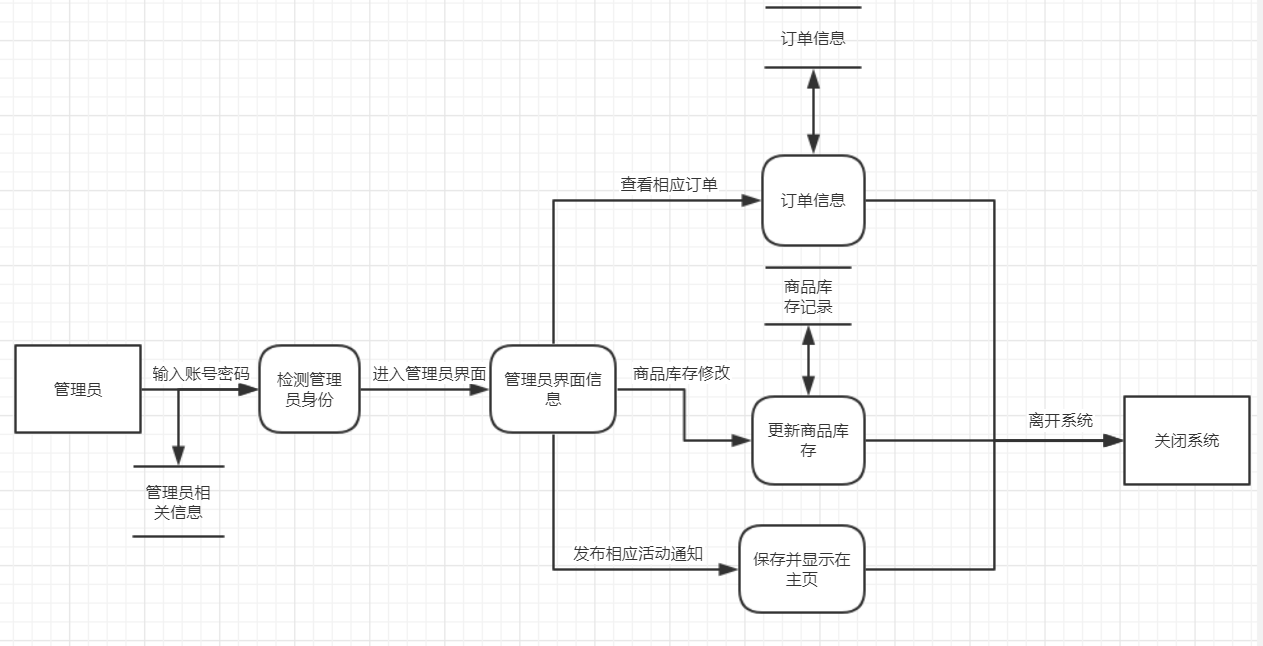 订单信息
查看相应订单
订单信息
商品库
存记录
管理员
输入账号密码
检测管理
员身份
进入管理员界面
管理员界面信
息
商品库存修改
更新商品库
存
离开系统
关闭系统
管理员相
关信息
发布相应活动通知
保存并显示在
主页